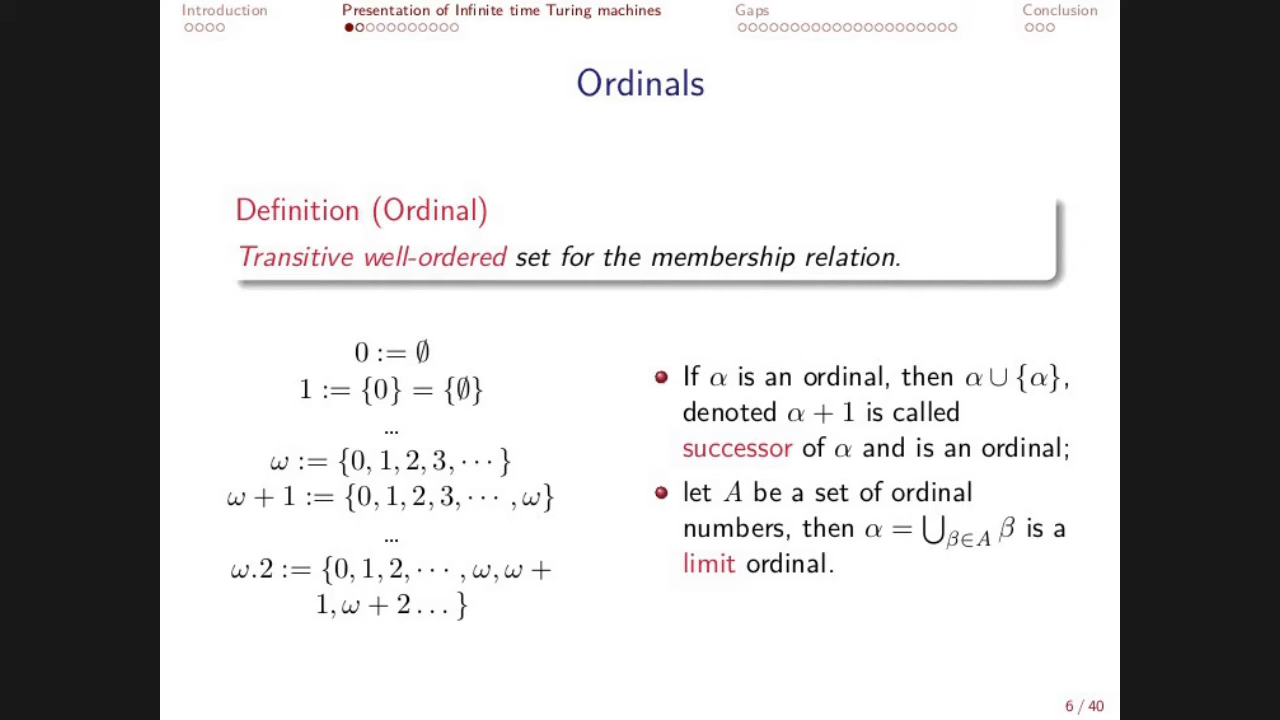 Introduction
Presentation of Infinite time Turing machines
Gaps
Conclusion
Ordinals
Definition (Ordinal)
Transitive well-ordered set for the membership relation.
0 := ∅
1 := {0} = {∅}
...
ω := {0, 1, 2, 3, ⋯ }
ω + 1 := {0, 1, 2, 3, ⋯ , ω}
...
ω.2 := {0, 1, 2, ⋯ , ω, ω +
1, ω + 2 . . . }
If α is an ordinal, then α ∪ {α},
denoted α + 1 is called
successor of α and is an ordinal;
let A be a set of ordinal
numbers, then α = ⋃β∈A β is a
limit ordinal.
6 / 40